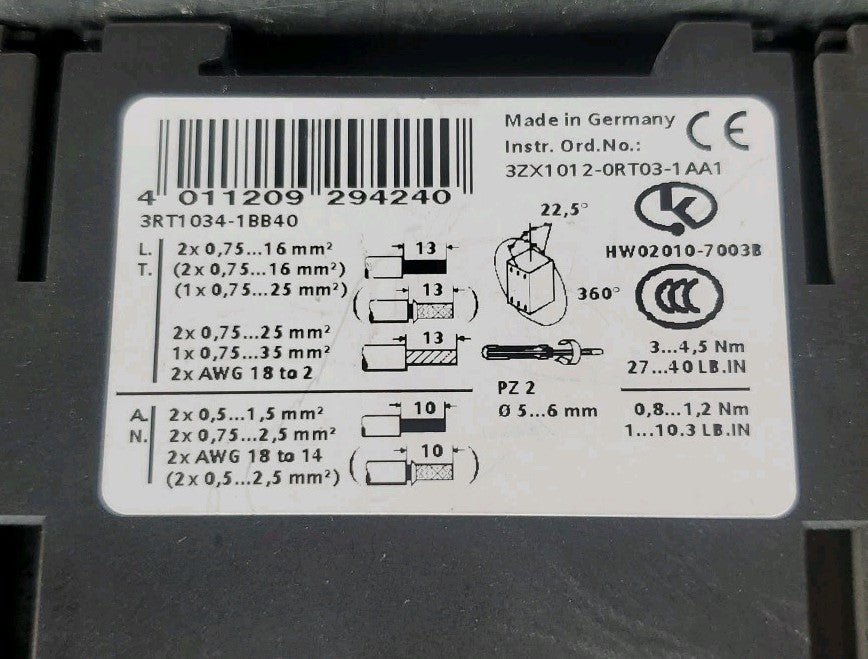 Made in Germany
CE
Instr. Ord.No.:
3ZX1012-0RT03-1AA1
4 011209 294240
3RT1034-1BB40
L. 2x 0,75...16 mm² 13
T. (2x 0,75...16 mm²)
(1x 0,75...25 mm²) 13
2x 0,75...25 mm² 13
1x 0,75...35 mm²
2x AWG 18 to 2
22,5°
360°
K
HW02010-7003B
CCC
3...4,5 Nm
27...40 LB.IN
A. 2x 0,5...1,5 mm² 10
N. 2x 0,75...2,5 mm²
2x AWG 18 to 14 10
(2x 0,5...2,5 mm²)
PZ 2
Ø 5...6 mm
0,8...1,2 Nm
1...10.3 LB.IN